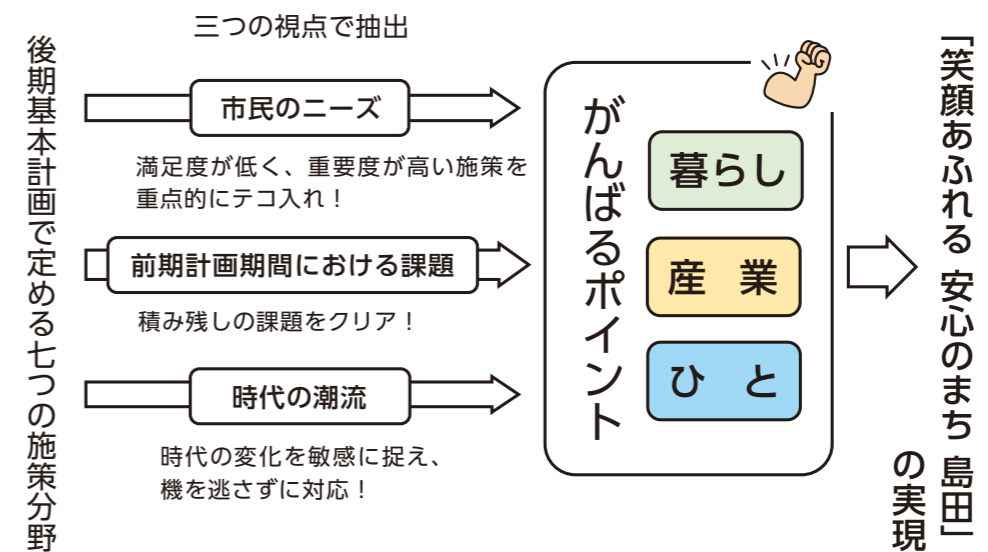 三つの視点で抽出
後期基本計画で定める七つの施策分野
市民のニーズ
満足度が低く、重要度が高い施策を
重点的にテコ入れ！
前期計画期間における課題
積み残しの課題をクリア！
時代の潮流
時代の変化を敏感に捉え、
機を逃さずに対応！
がんばるポイント
暮らし
産　業
ひ　と
「笑顔あふれる 安心のまち 島田」
の実現